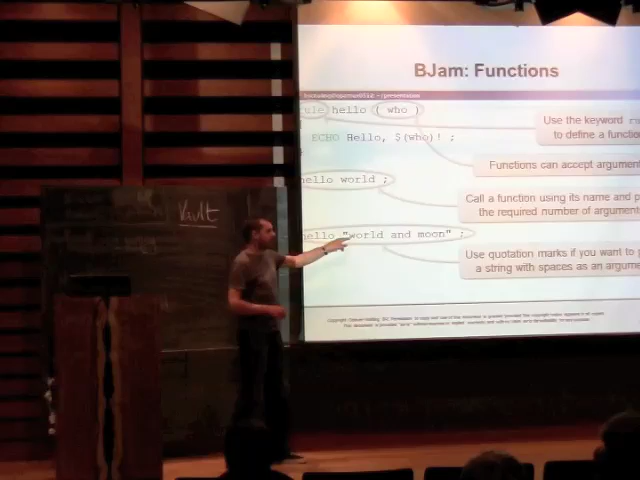 BJam: Functions
rule hello ( who )
Use the keyword
to define a functio
ECHO Hello, $(who)! ;
Functions can accept argumen
hello world ;
Call a function using its name and p
the required number of argument
Vault
hello "world and moon" ;
Use quotation marks if you want to p
a string with spaces as an argume